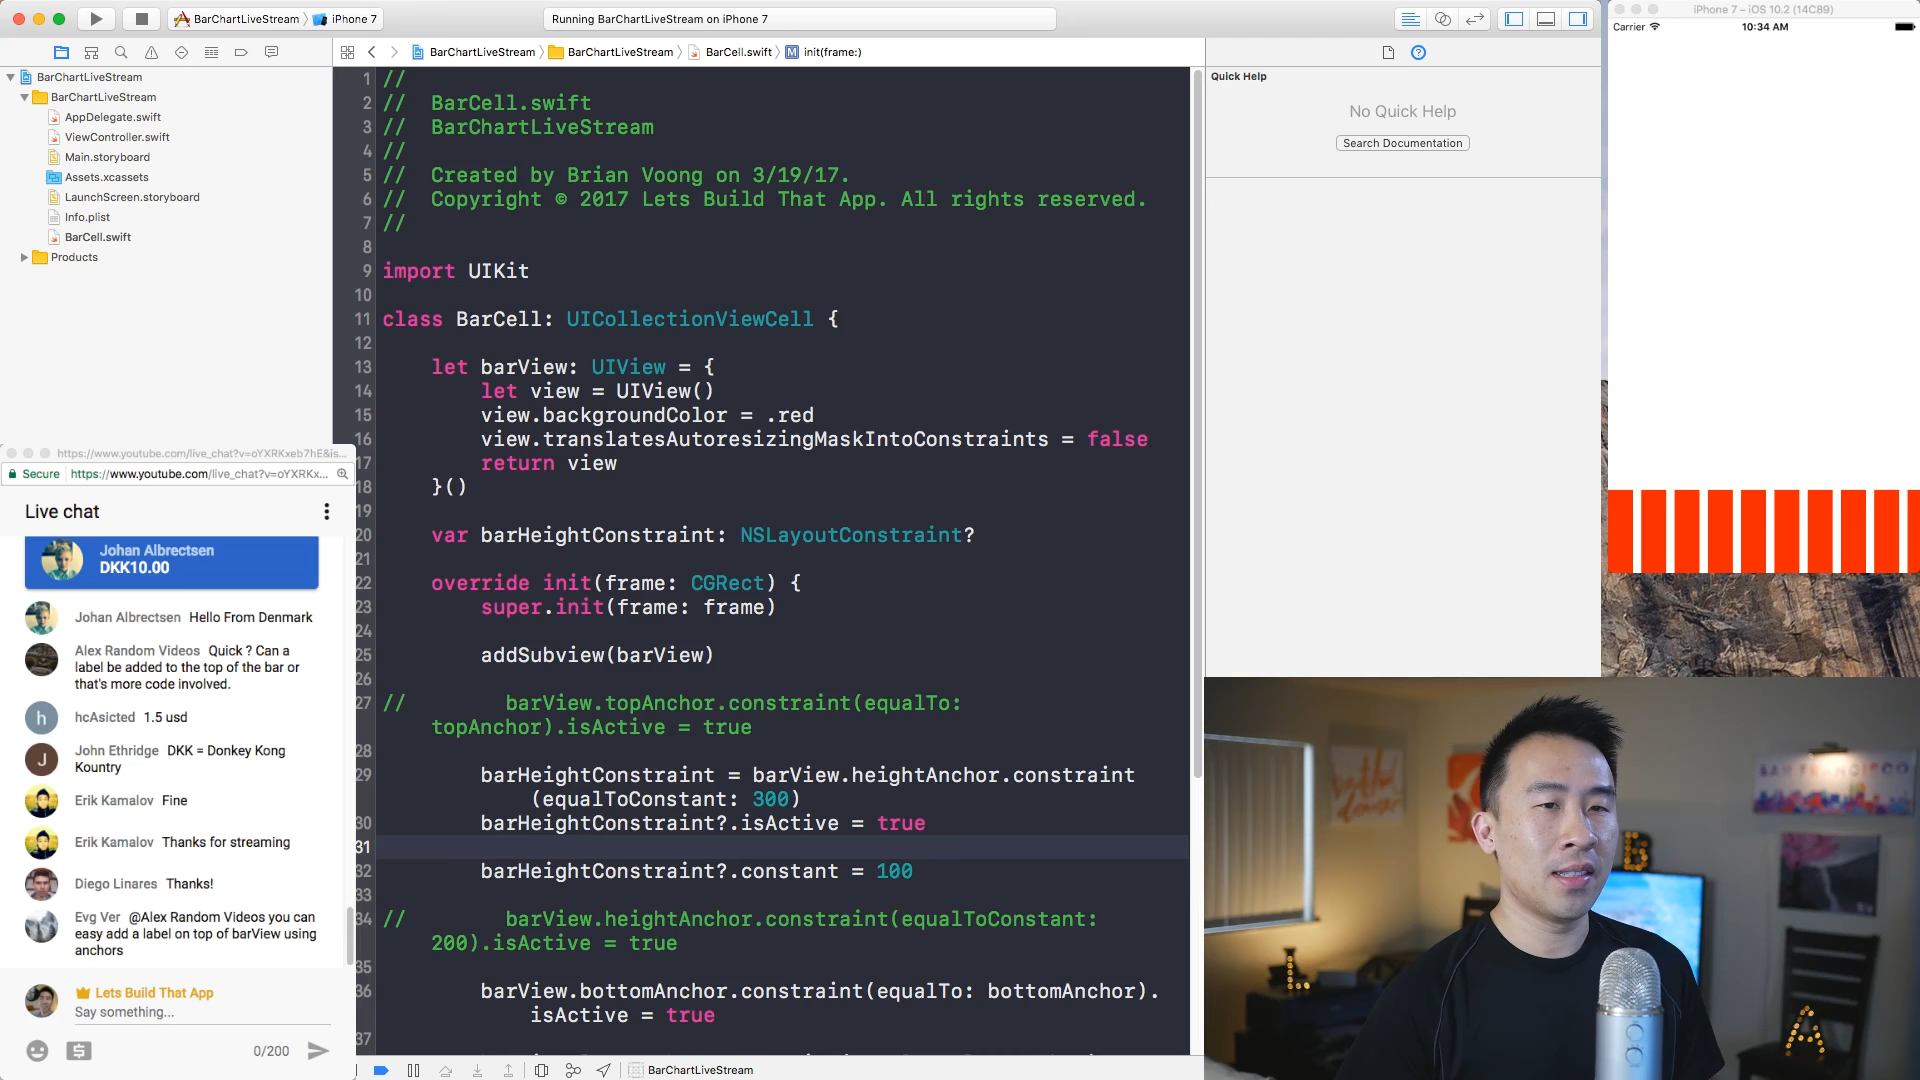 BarChartLiveStream
iPhone 7
Running BarChartLiveStream on iPhone 7
iPhone 7 – iOS 10.2 (14C89)
Carrier
10:34 AM
BarChartLiveStream
BarChartLiveStream
AppDelegate.swift
ViewController.swift
Main.storyboard
Assets.xcassets
LaunchScreen.storyboard
Info.plist
BarCell.swift
Products
BarChartLiveStream
BarChartLiveStream
BarCell.swift
init(frame:)
1 //
2 //  BarCell.swift
3 //  BarChartLiveStream
4 //
5 //  Created by Brian Voong on 3/19/17.
6 //  Copyright © 2017 Lets Build That App. All rights reserved.
7 //
8
9 import UIKit
10
11 class BarCell: UICollectionViewCell {
12
13 let barView: UIView = {
14 let view = UIView()
15 view.backgroundColor = .red
16 view.translatesAutoresizingMaskIntoConstraints = false
17 return view
18 }()
19
20 var barHeightConstraint: NSLayoutConstraint?
21
22 override init(frame: CGRect) {
23 super.init(frame: frame)
24
25 addSubview(barView)
26
27 // barView.topAnchor.constraint(equalTo:
topAnchor).isActive = true
28
29 barHeightConstraint = barView.heightAnchor.constraint
(equalToConstant: 300)
30 barHeightConstraint?.isActive = true
31
32 barHeightConstraint?.constant = 100
33
34 // barView.heightAnchor.constraint(equalToConstant:
200).isActive = true
35
36 barView.bottomAnchor.constraint(equalTo: bottomAnchor).
isActive = true
37
BarChartLiveStream
Quick Help
No Quick Help
Search Documentation
https://www.youtube.com/live_chat?v=oYXRKxeb7hE&is...
Secure
https://www.youtube.com/live_chat?v=oYXRKx...
Live chat
Johan Albrectsen
DKK10.00
Johan Albrectsen Hello From Denmark
Alex Random Videos Quick ? Can a
label be added to the top of the bar or
that's more code involved.
h
hcAsicted 1.5 usd
J
John Ethridge DKK = Donkey Kong
Kountry
Erik Kamalov Fine
Erik Kamalov Thanks for streaming
Diego Linares Thanks!
Evg Ver @Alex Random Videos you can
easy add a label on top of barView using
anchors
Lets Build That App
Say something...
0/200
SAN FRANCISCO
B
L
A